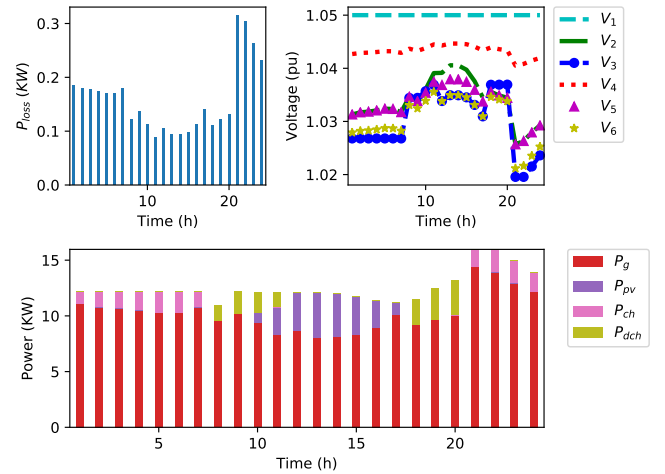 0.3
0.2
0.1
0.0
P_loss (KW)
10
20
Time (h)
1.05
1.04
1.03
1.02
Voltage (pu)
10
20
Time (h)
V_1
V_2
V_3
V_4
V_5
V_6
15
10
5
0
Power (KW)
5
10
15
20
Time (h)
P_g
P_pv
P_ch
P_dch